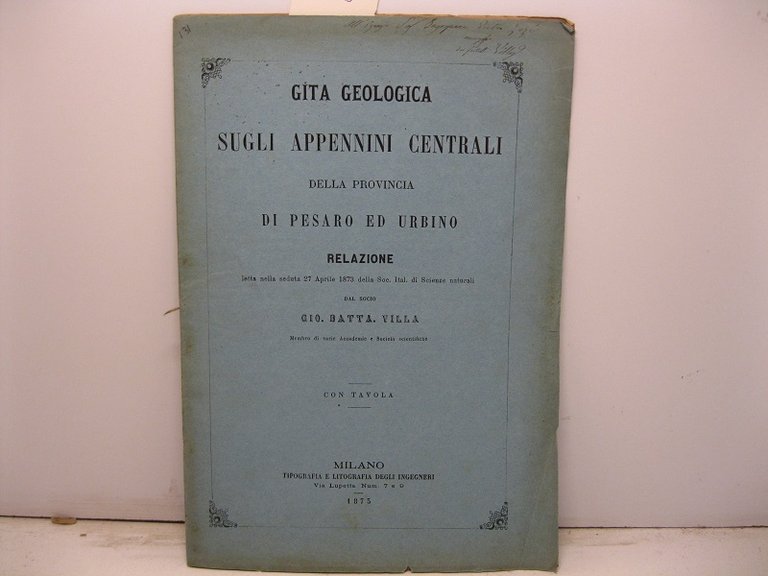 131
GITA GEOLOGICA
SUGLI APPENNINI CENTRALI
DELLA PROVINCIA
DI PESARO ED URBINO
RELAZIONE
letta nella seduta 27 Aprile 1873 della Soc. Ital. di Scienze naturali
DAL SOCIO
GIO. BATTA. VILLA
Membro di varie Accademie e Società scientifiche
CON TAVOLA
MILANO
TIPOGRAFIA E LITOGRAFIA DEGLI INGEGNERI
Via Lupetta Num. 7 e 9
1873